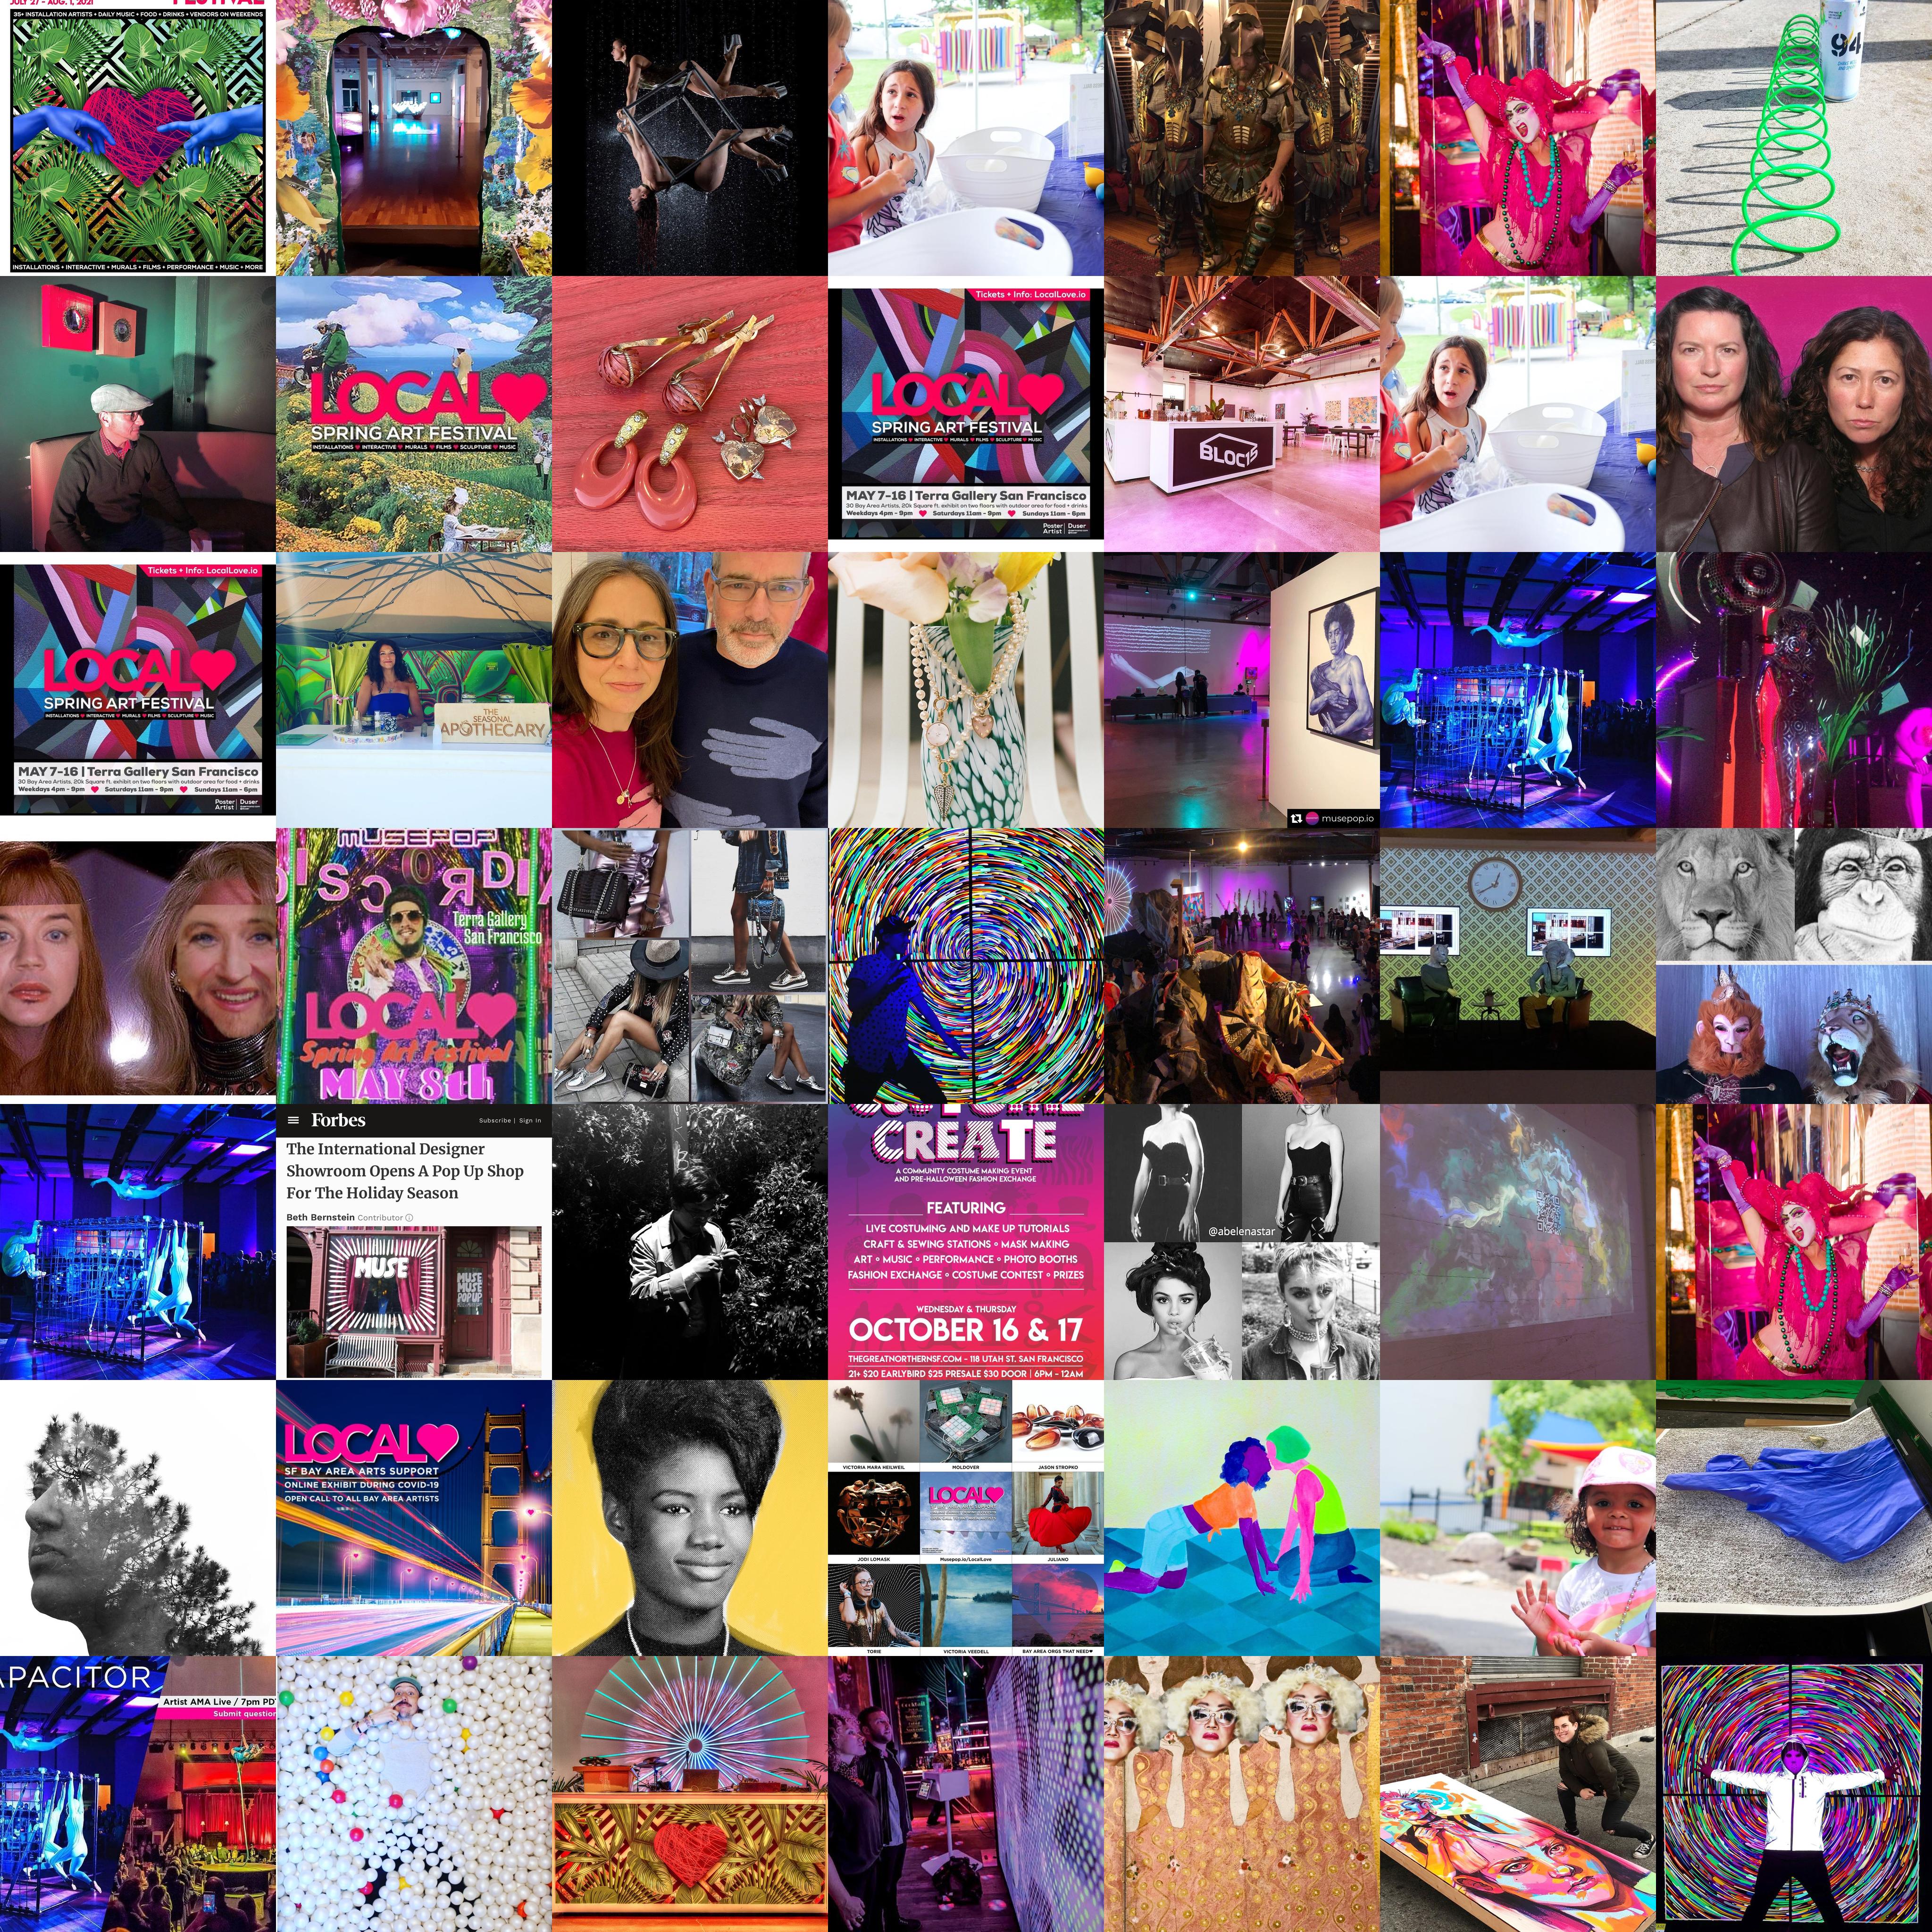 JULY 27 - AUG. 1, 2021
FESTIVAL
35+ INSTALLATION ARTISTS + DAILY MUSIC + FOOD + DRINKS + VENDORS ON WEEKENDS
INSTALLATIONS + INTERACTIVE + MURALS + FILMS + PERFORMANCE + MUSIC + MORE
94
LOCAL
SPRING ART FESTIVAL
INSTALLATIONS ♥ INTERACTIVE ♥ MURALS ♥ FILMS ♥ SCULPTURE ♥ MUSIC
Tickets + Info: LocalLove.io
LOCAL
SPRING ART FESTIVAL
INSTALLATIONS ♥ INTERACTIVE ♥ MURALS ♥ FILMS ♥ SCULPTURE ♥ MUSIC
MAY 7-16 | Terra Gallery San Francisco
30 Bay Area Artists, 20k Square ft. exhibit on two floors with outdoor area for food + drinks
Weekdays 4pm - 9pm ♥ Saturdays 11am - 9pm ♥ Sundays 11am - 6pm
Poster Artist | Duser
BLOC15
Tickets + Info: LocalLove.io
LOCAL
SPRING ART FESTIVAL
INSTALLATIONS ♥ INTERACTIVE ♥ MURALS ♥ FILMS ♥ SCULPTURE ♥ MUSIC
MAY 7-16 | Terra Gallery San Francisco
30 Bay Area Artists, 20k Square ft. exhibit on two floors with outdoor area for food + drinks
Weekdays 4pm - 9pm ♥ Saturdays 11am - 9pm ♥ Sundays 11am - 6pm
Poster Artist | Duser
THE SEASONAL
APOTHECARY
musepop.io
MUSEPOP
DISCORDIA
Terra Gallery
San Francisco
LOCAL
Spring Art Festival
MAY 8th
Forbes
Subscribe | Sign In
The International Designer
Showroom Opens A Pop Up Shop
For The Holiday Season
Beth Bernstein Contributor
MUSE
MUSE
MUSE
POPUP
COSTUME
CREATE
A COMMUNITY COSTUME MAKING EVENT
AND PRE-HALLOWEEN FASHION EXCHANGE
FEATURING
LIVE COSTUMING AND MAKE UP TUTORIALS
CRAFT & SEWING STATIONS • MASK MAKING
ART • MUSIC • PERFORMANCE • PHOTO BOOTHS
FASHION EXCHANGE • COSTUME CONTEST • PRIZES
WEDNESDAY & THURSDAY
OCTOBER 16 & 17
THEGREATNORTHERNSF.COM - 118 UTAH ST. SAN FRANCISCO
21+ $20 EARLYBIRD $25 PRESALE $30 DOOR | 6PM - 12AM
@abelenastar
LOCAL
SF BAY AREA ARTS SUPPORT
ONLINE EXHIBIT DURING COVID-19
OPEN CALL TO ALL BAY AREA ARTISTS
VICTORIA MARA HEILWEIL
MOLDOVER
JASON STROPKO
LOCAL
JODI LOMASK
Musepop.io/LocalLove
JULIANO
TORIE
VICTORIA VEEDELL
BAY AREA ORGS THAT NEED♥
APACITOR
Artist AMA Live / 7pm PDT
Submit question